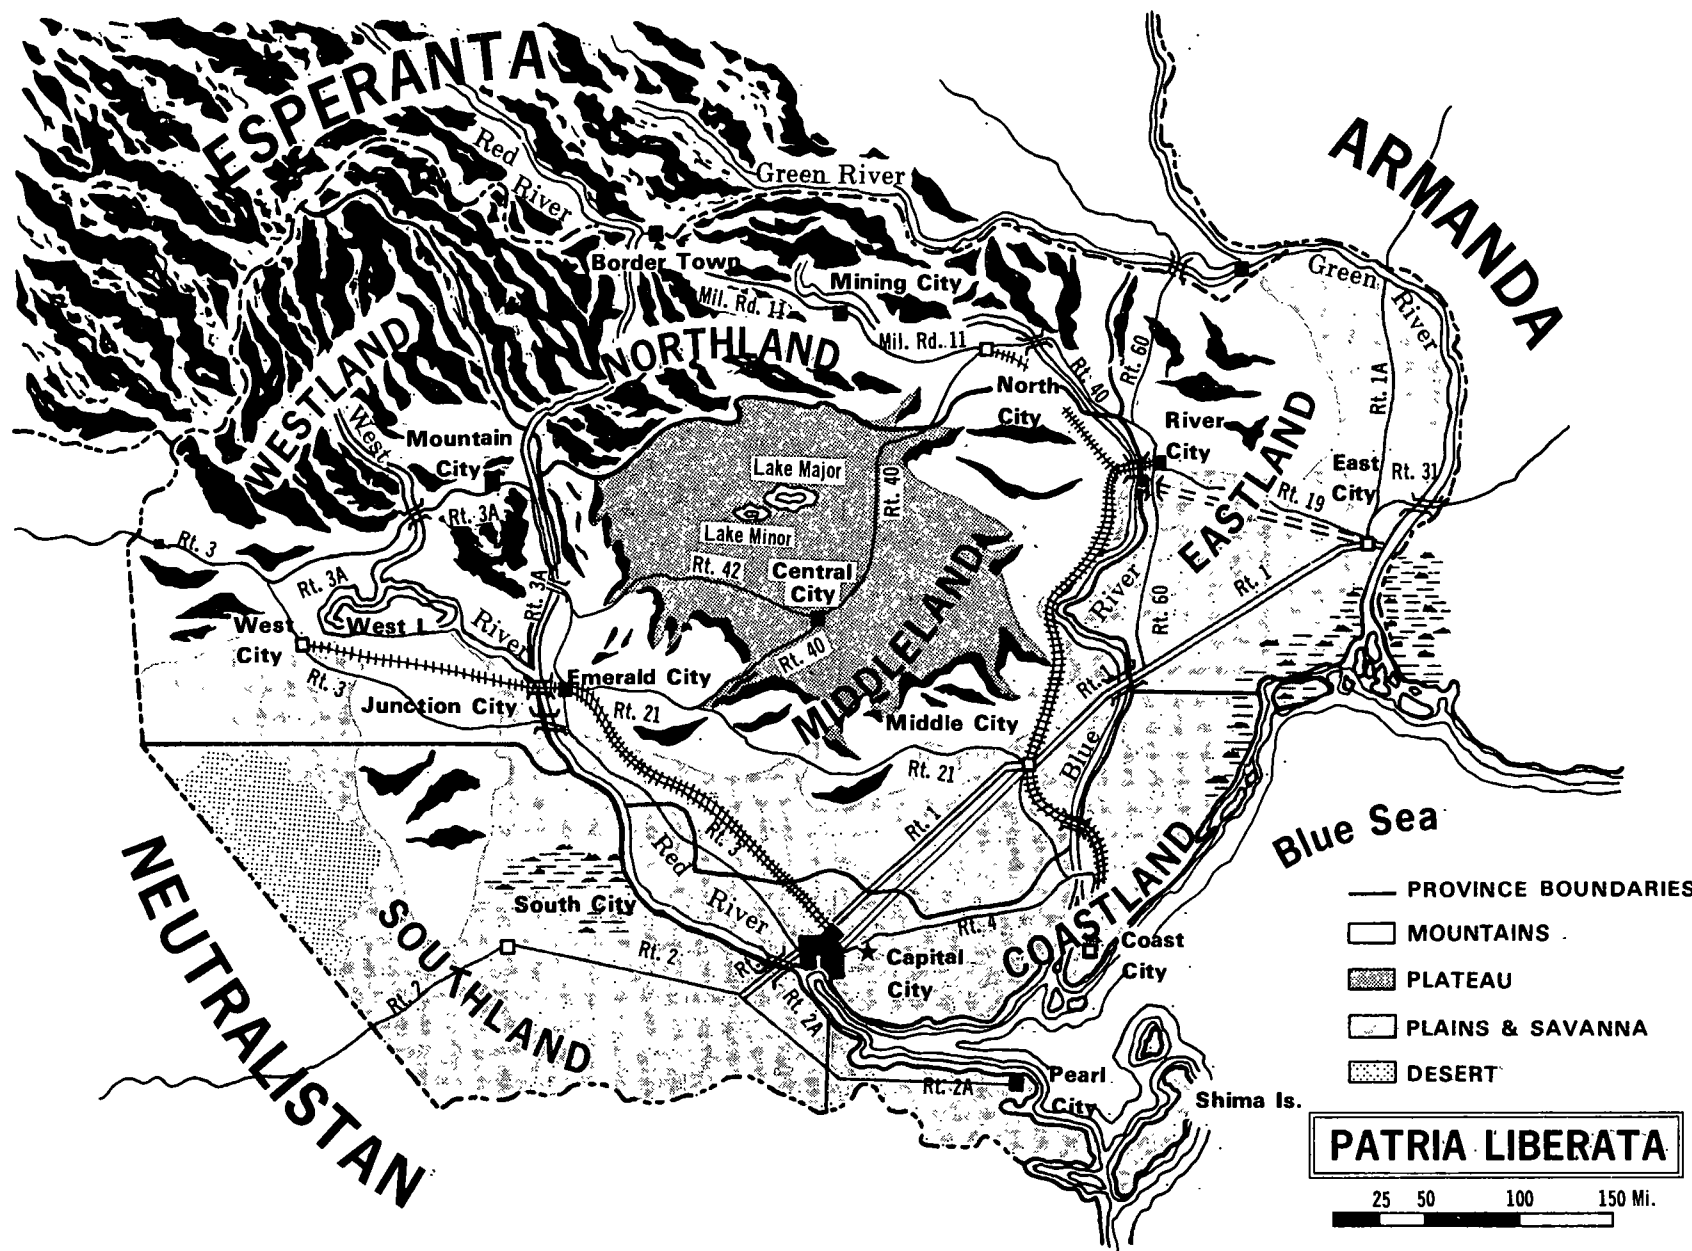 ESPERANTA
ARMANDA
Red
River
Green River
Green
River
Border Town
Mining City
Mil. Rd. 11
Mil. Rd. 11
NORTHLAND
WESTLAND
West
Mountain
City
North
City
Rt. 40
Rt. 60
Rt. 1A
River
City
EASTLAND
East
City
Rt. 31
Rt. 19
Lake Major
Rt. 40
Lake Minor
Rt. 3A
Rt. 3
Rt. 3A
Rt. 3A
Rt. 42
Central
City
MIDDLELAND
River
Rt. 60
Rt. 1
West
City
West I.
River
Rt. 3
Emerald City
Rt. 40
Junction City
Rt. 21
Middle City
Rt. 1
Blue
Rt. 21
Rt. 1
Blue Sea
Rt. 3
Red
River
NEUTRALISTAN
SOUTHLAND
South City
COASTLAND
Rt. 4
Rt. 2
Rt. 2
Rt. 2A
Capital
City
Coast
City
Rt. 2A
Pearl
City
Shima Is.
PROVINCE BOUNDARIES
MOUNTAINS
PLATEAU
PLAINS & SAVANNA
DESERT
PATRIA LIBERATA
25 50 100 150 Mi.